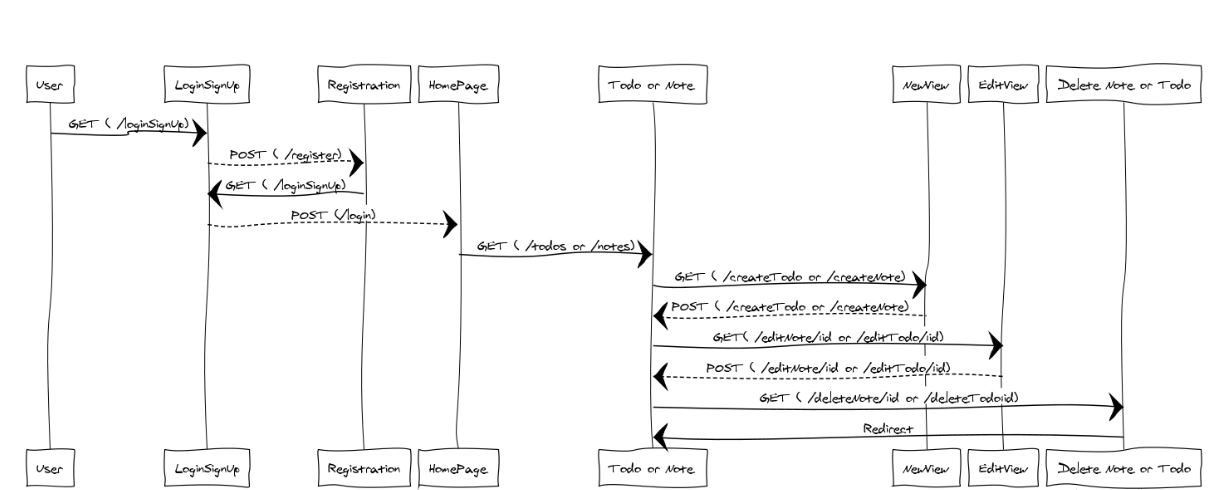 User LoginSignUp Registration HomePage Todo or Note NewView EditView Delete Note or Todo
GET ( /loginSignUp)
POST ( /register)
GET ( /loginSignUp)
POST (/login)
GET ( /todos or /notes)
GET ( /createTodo or /createNote)
POST ( /createTodo or /createNote)
GET( /editNote/:id or /editTodo/:id)
POST ( /editNote/:id or /editTodo/:id)
GET ( /deleteNote/:id or /deleteTodo:id)
Redirect
User LoginSignUp Registration HomePage Todo or Note NewView EditView Delete Note or Todo